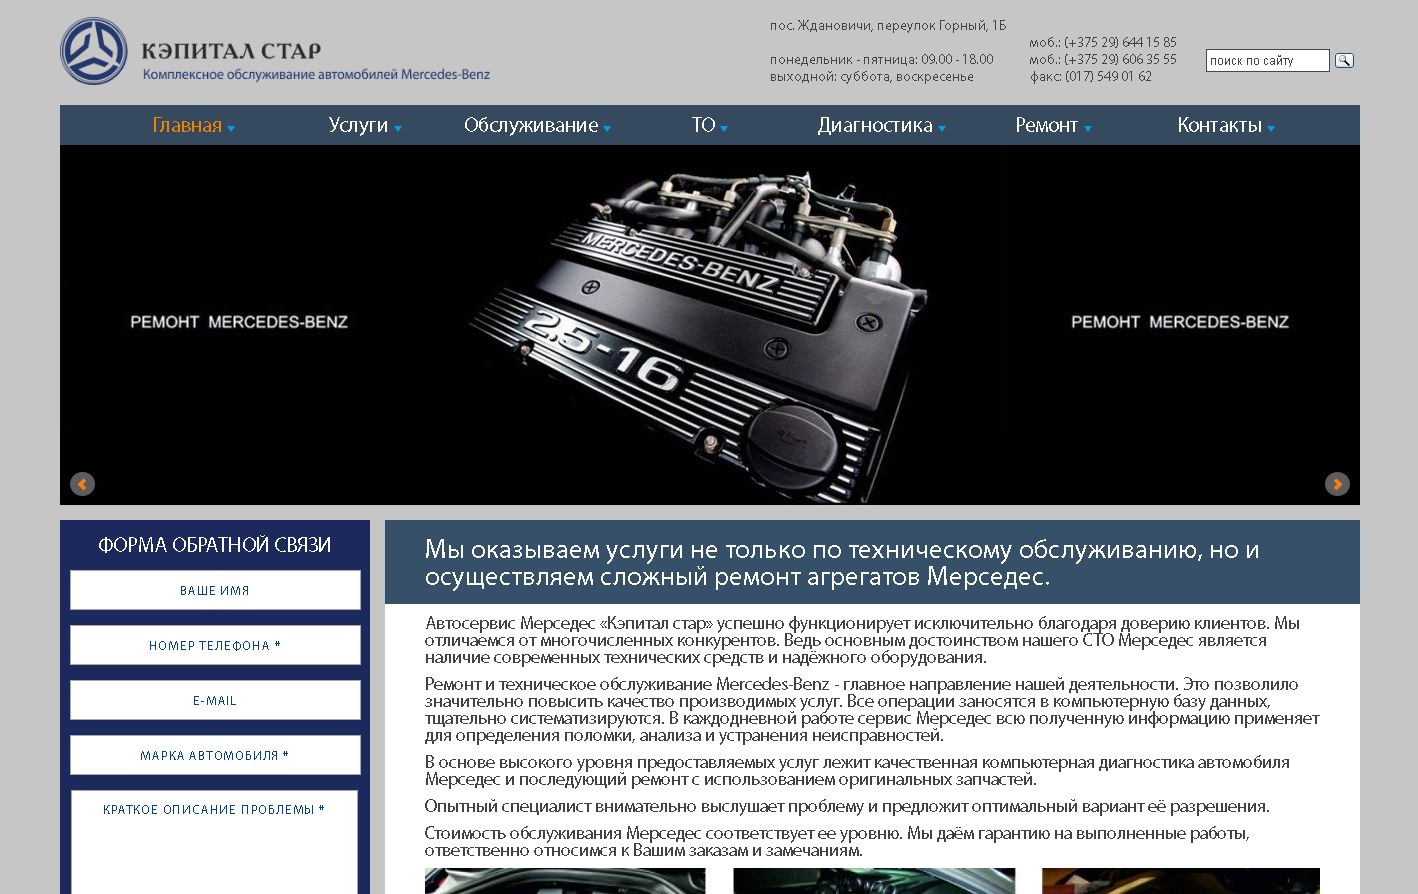 КЭПИТАЛ СТАР
Комплексное обслуживание автомобилей Mercedes-Benz
пос. Ждановичи, переулок Горный, 1Б
понедельник - пятница: 09.00 - 18.00
выходной: суббота, воскресенье
моб.: (+375 29) 644 15 85
моб.: (+375 29) 606 35 55
факс: (017) 549 01 62
поиск по сайту
Главная
Услуги
Обслуживание
ТО
Диагностика
Ремонт
Контакты
РЕМОНТ MERCEDES-BENZ
MERCEDES-BENZ
2,5-16
РЕМОНТ MERCEDES-BENZ
ФОРМА ОБРАТНОЙ СВЯЗИ
ВАШЕ ИМЯ
НОМЕР ТЕЛЕФОНА *
E-MAIL
МАРКА АВТОМОБИЛЯ *
КРАТКОЕ ОПИСАНИЕ ПРОБЛЕМЫ *
Мы оказываем услуги не только по техническому обслуживанию, но и
осуществляем сложный ремонт агрегатов Мерседес.
Автосервис Мерседес «Кэпитал стар» успешно функционирует исключительно благодаря доверию клиентов. Мы
отличаемся от многочисленных конкурентов. Ведь основным достоинством нашего СТО Мерседес является
наличие современных технических средств и надёжного оборудования.
Ремонт и техническое обслуживание Mercedes-Benz - главное направление нашей деятельности. Это позволило
значительно повысить качество производимых услуг. Все операции заносятся в компьютерную базу данных,
тщательно систематизируются. В каждодневной работе сервис Мерседес всю полученную информацию применяет
для определения поломки, анализа и устранения неисправностей.
В основе высокого уровня предоставляемых услуг лежит качественная компьютерная диагностика автомобиля
Мерседес и последующий ремонт с использованием оригинальных запчастей.
Опытный специалист внимательно выслушает проблему и предложит оптимальный вариант её разрешения.
Стоимость обслуживания Мерседес соответствует ее уровню. Мы даём гарантию на выполненные работы,
ответственно относимся к Вашим заказам и замечаниям.